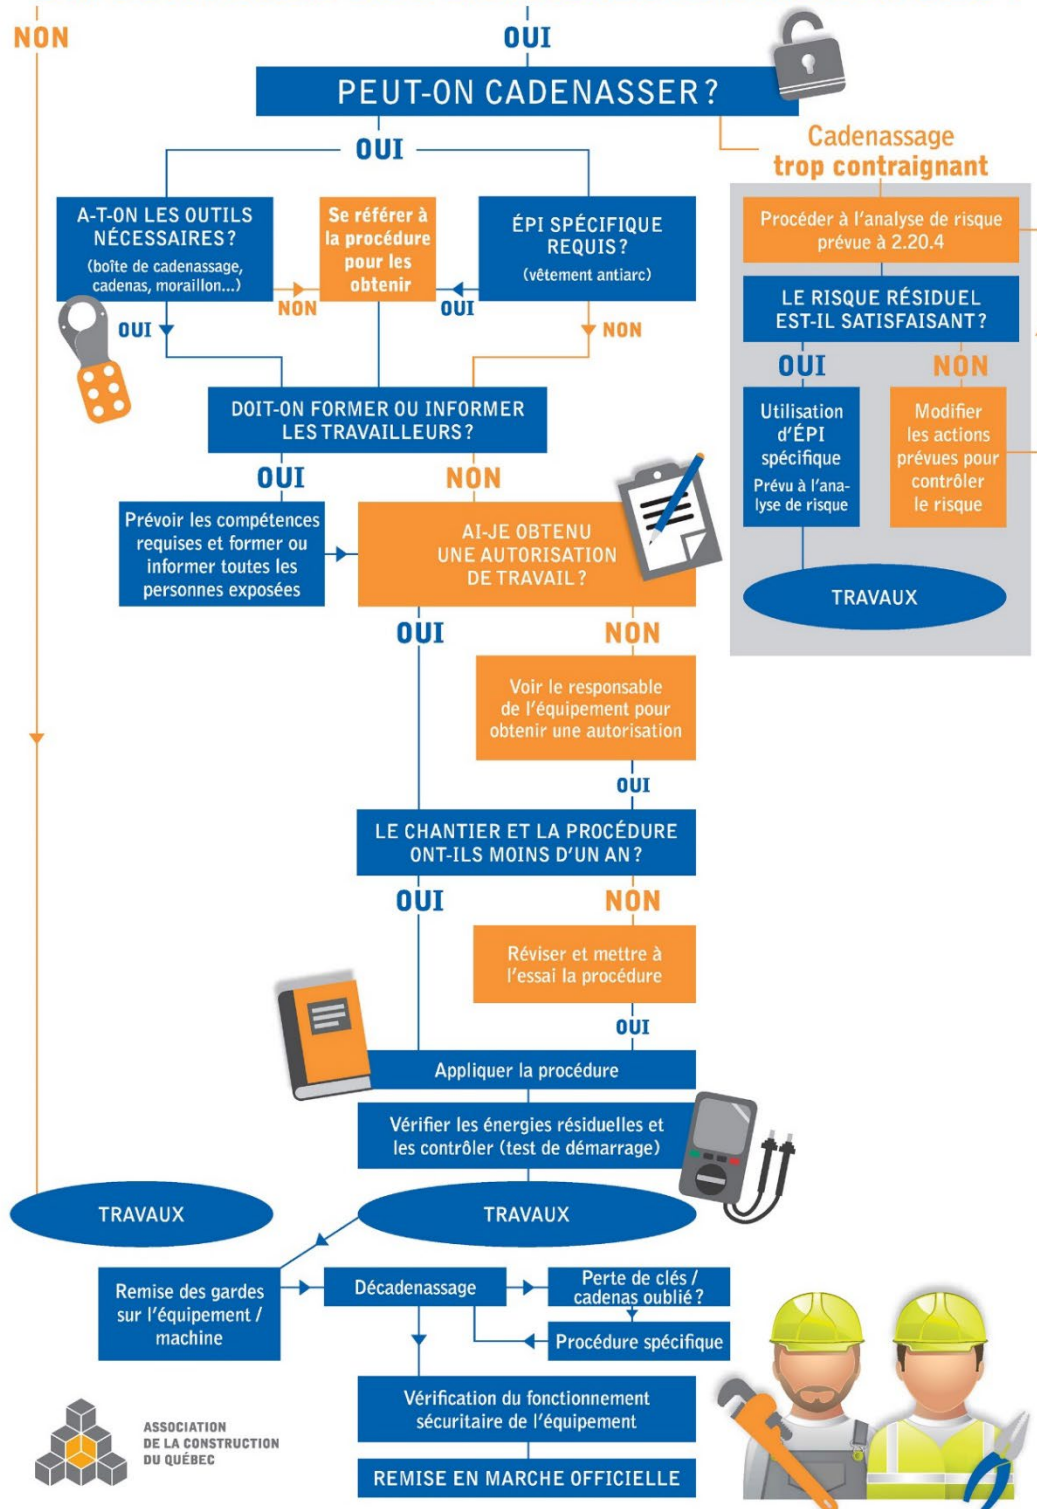 NON
OUI
PEUT-ON CADENASSER ?
OUI
Cadenassage
trop contraignant
A-T-ON LES OUTILS
NÉCESSAIRES ?
(boîte de cadenassage,
cadenas, moraillon...)
Se référer à
la procédure
pour les
obtenir
ÉPI SPÉCIFIQUE
REQUIS ?
(vêtement antiarc)
NON
OUI
OUI
NON
Procéder à l'analyse de risque
prévue à 2.20.4
LE RISQUE RÉSIDUEL
EST-IL SATISFAISANT ?
OUI
NON
Utilisation
d'ÉPI
spécifique
Prévu à l'ana-
lyse de risque
Modifier
les actions
prévues pour
contrôler
le risque
TRAVAUX
DOIT-ON FORMER OU INFORMER
LES TRAVAILLEURS ?
OUI
NON
Prévoir les compétences
requises et former ou
informer toutes les
personnes exposées
AI-JE OBTENU
UNE AUTORISATION
DE TRAVAIL ?
OUI
NON
Voir le responsable
de l'équipement pour
obtenir une autorisation
OUI
LE CHANTIER ET LA PROCÉDURE
ONT-ILS MOINS D'UN AN ?
OUI
NON
Réviser et mettre à
l'essai la procédure
OUI
Appliquer la procédure
Vérifier les énergies résiduelles et
les contrôler (test de démarrage)
TRAVAUX
TRAVAUX
Remise des gardes
sur l'équipement /
machine
Décadenassage
Perte de clés /
cadenas oublié ?
Procédure spécifique
Vérification du fonctionnement
sécuritaire de l'équipement
REMISE EN MARCHE OFFICIELLE
ASSOCIATION
DE LA CONSTRUCTION
DU QUÉBEC